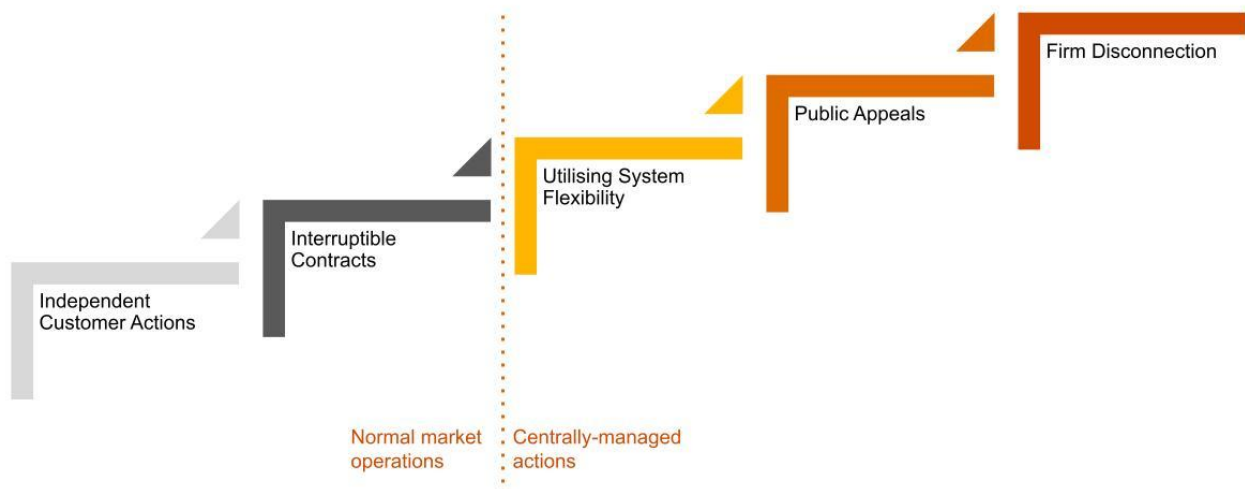 Independent
Customer Actions
Interruptible
Contracts
Utilising System
Flexibility
Public Appeals
Firm Disconnection
Normal market
operations
Centrally-managed
actions